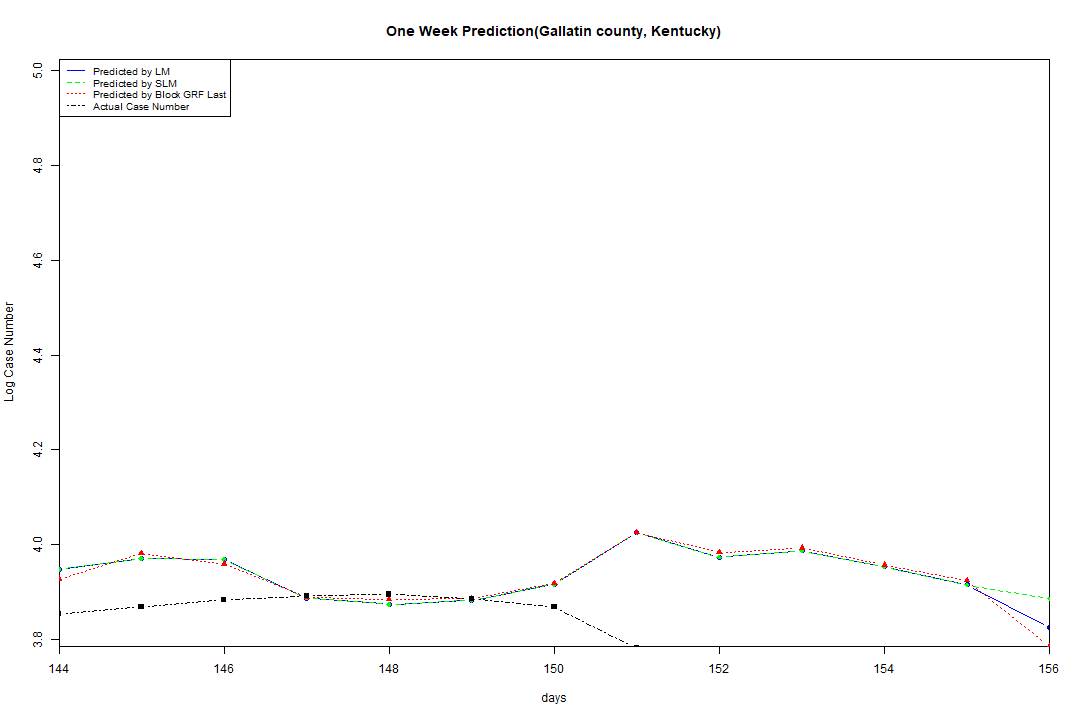 One Week Prediction(Gallatin county, Kentucky)
Predicted by LM
Predicted by SLM
Predicted by Block GRF Last
Actual Case Number
5.0
4.8
4.6
4.4
4.2
4.0
3.8
Log Case Number
144 146 148 150 152 154 156
days